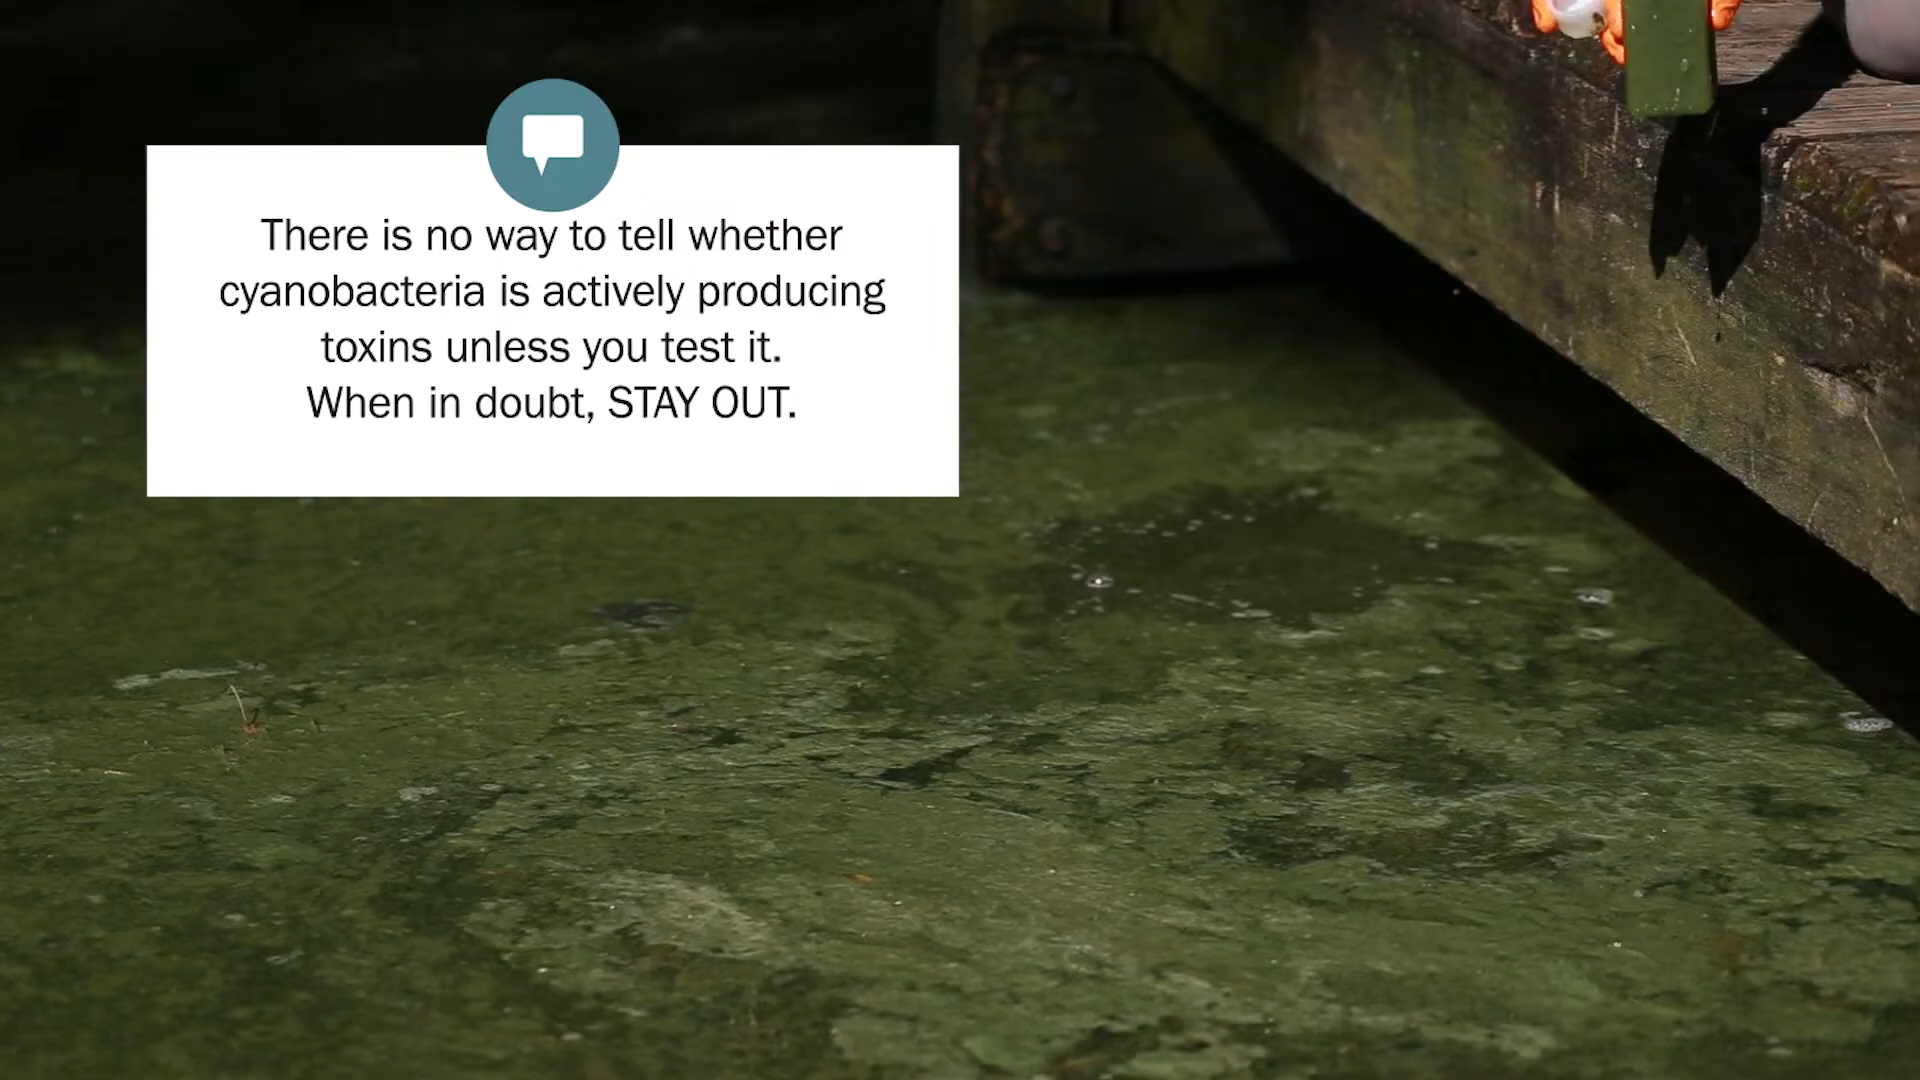 There is no way to tell whether
cyanobacteria is actively producing
toxins unless you test it.
When in doubt, STAY OUT.